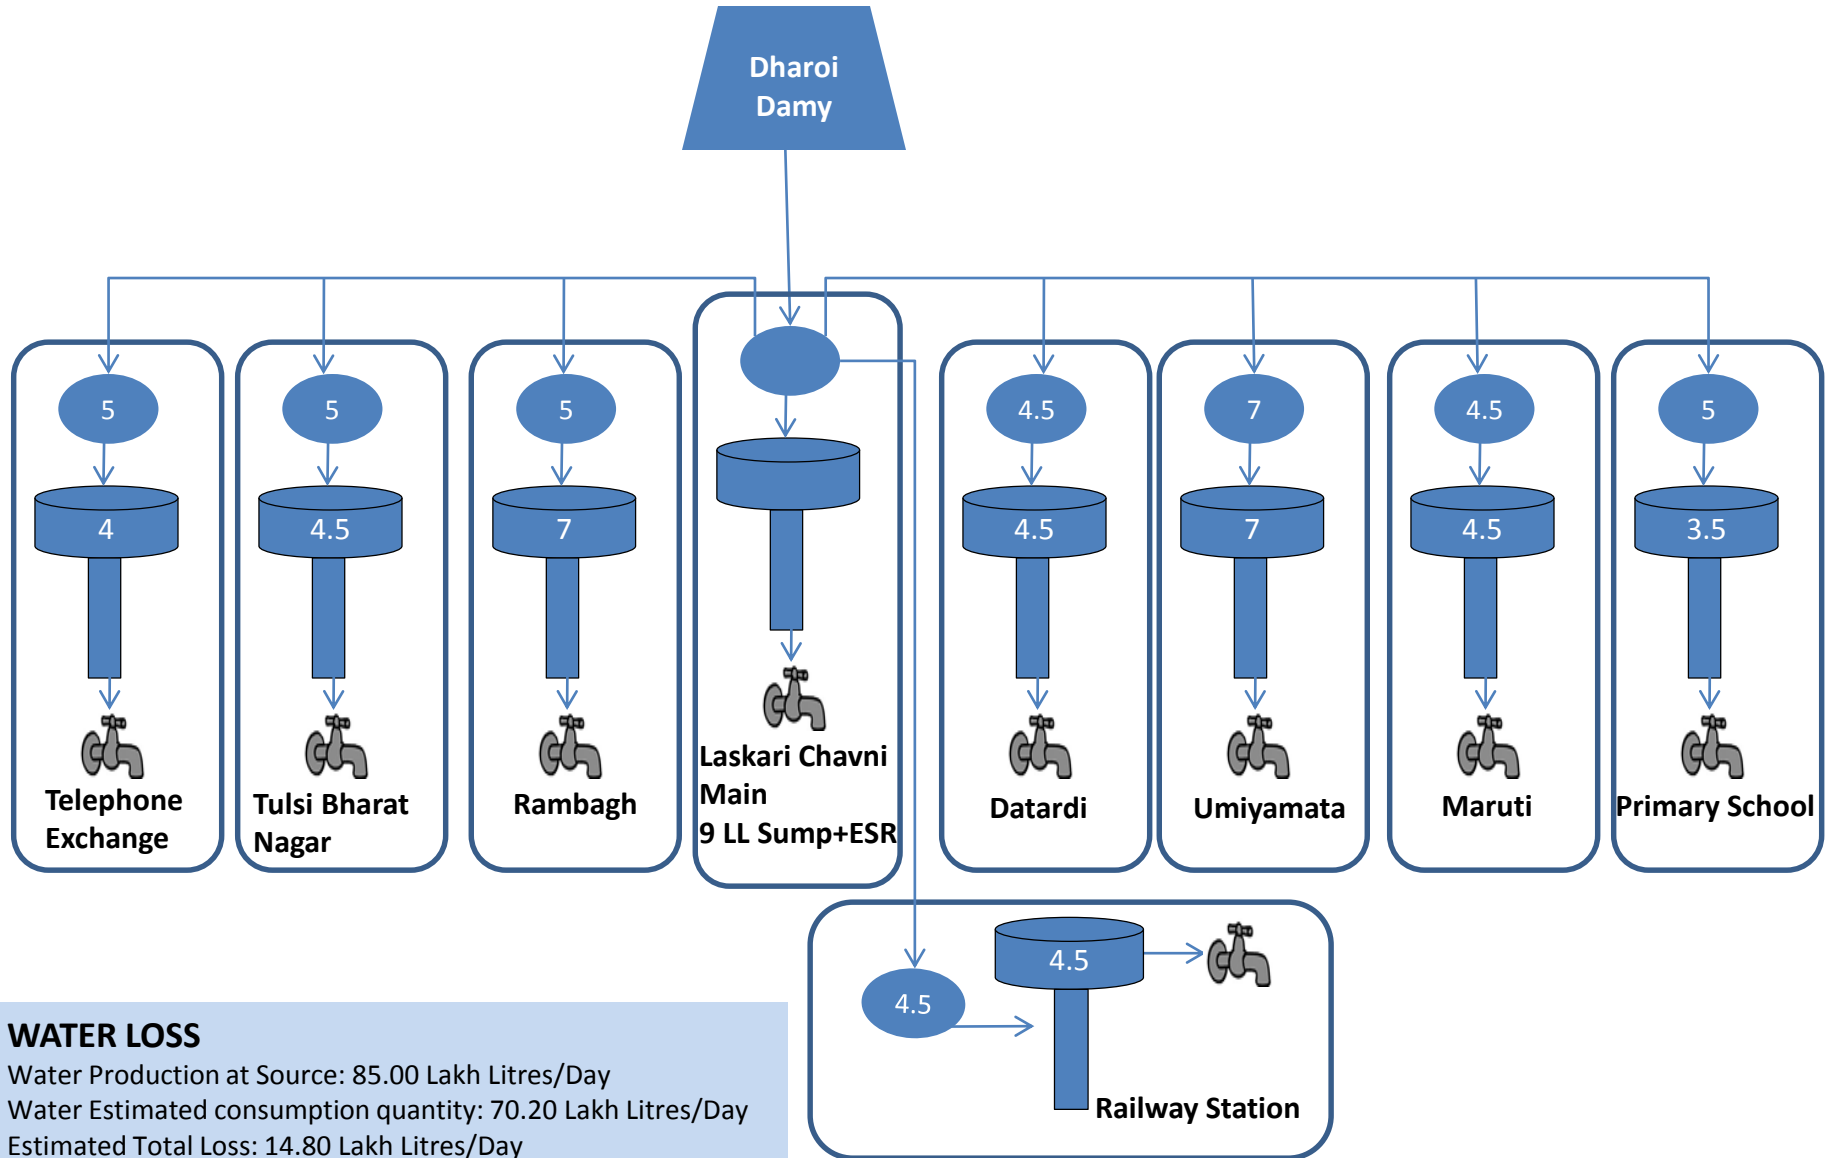 Dharoi
Damy
5
5
5
4.5
7
4.5
5
4
4.5
7
4.5
7
4.5
3.5
Telephone
Exchange
Tulsi Bharat
Nagar
Rambagh
Laskari Chavni
Main
9 LL Sump+ESR
Datardi
Umiyamata
Maruti
Primary School
4.5
4.5
Railway Station
WATER LOSS
Water Production at Source: 85.00 Lakh Litres/Day
Water Estimated consumption quantity: 70.20 Lakh Litres/Day
Estimated Total Loss: 14.80 Lakh Litres/Day